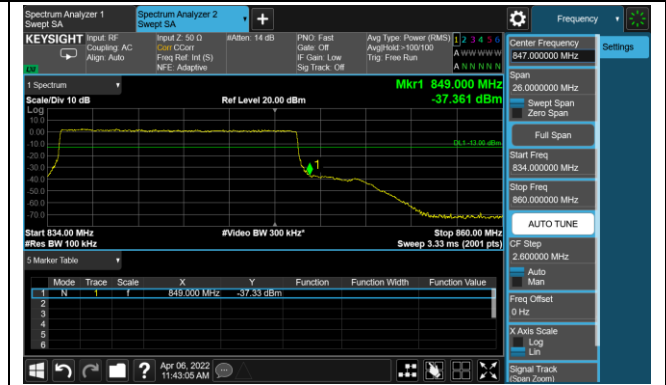 Spectrum Analyzer 1
Swept SA
Spectrum Analyzer 2
Swept SA
+
Frequency
KEYSIGHT
Input: RF
Coupling: AC
Align: Auto
Input Z: 50 Ω
Corr CCorr
Freq Ref: Int (S)
NFE: Adaptive
#Atten: 14 dB
PNO: Fast
Gate: Off
IF Gain: Low
Sig Track: Off
Avg Type: Power (RMS)
Avg|Hold:>100/100
Trig: Free Run
1 2 3 4 5 6
A W W W W W
A N N N N N
1 Spectrum
Scale/Div 10 dB
Ref Level 20.00 dBm
Mkr1 849.000 MHz
-37.361 dBm
Log
10.0
0.00
-10.0
-20.0
-30.0
-40.0
-50.0
-60.0
-70.0
DL1 -13.00 dBm
1
Start 834.00 MHz
#Video BW 300 kHz*
Stop 860.00 MHz
#Res BW 100 kHz
Sweep 3.33 ms (2001 pts)
5 Marker Table
Mode Trace Scale X Y Function Function Width Function Value
1 N 1 f 849.000 MHz -37.33 dBm
2
3
4
5
6
Apr 06, 2022
11:43:05 AM
?
Center Frequency
847.000000 MHz
Settings
Span
26.0000000 MHz
Swept Span
Zero Span
Full Span
Start Freq
834.000000 MHz
Stop Freq
860.000000 MHz
AUTO TUNE
CF Step
2.600000 MHz
Auto
Man
Freq Offset
0 Hz
X Axis Scale
Log
Lin
Signal Track
(Span Zoom)